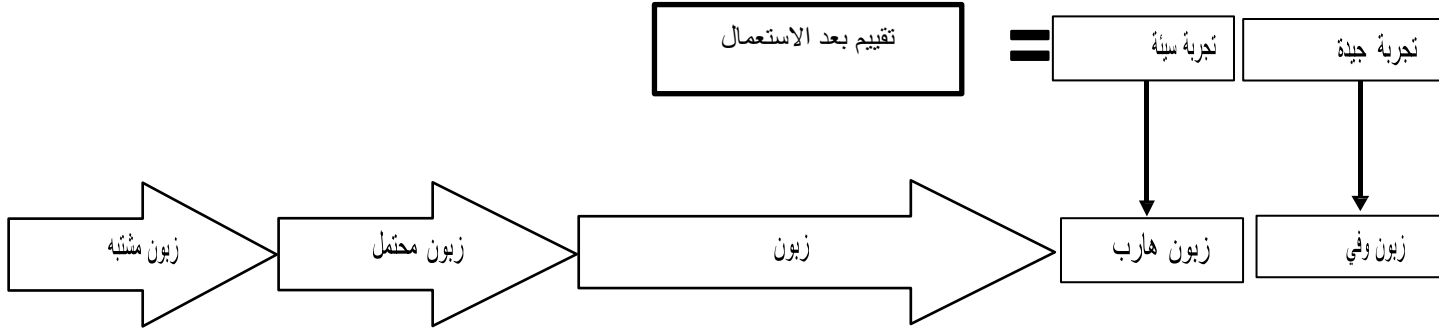 تجربة جيدة
تجربة سيئة
=
تقييم بعد الاستعمال
زبون مشتبه
زبون محتمل
زبون
زبون هارب
زبون وفي